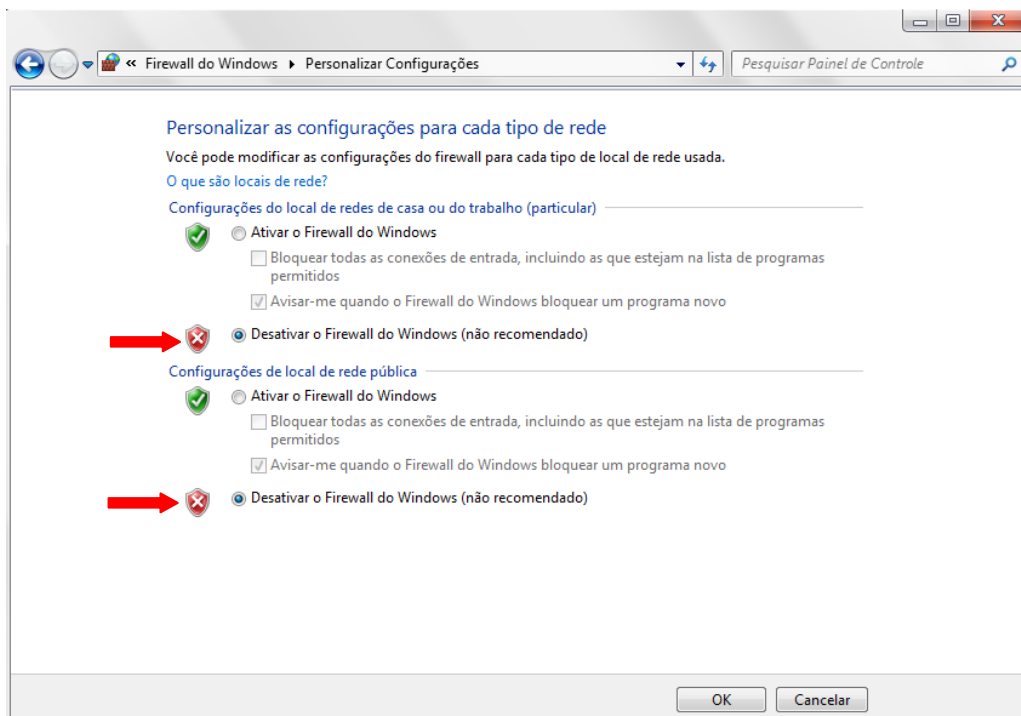 « Firewall do Windows ▸ Personalizar Configurações
Pesquisar Painel de Controle
Personalizar as configurações para cada tipo de rede
Você pode modificar as configurações do firewall para cada tipo de local de rede usada.
O que são locais de rede?
Configurações do local de redes de casa ou do trabalho (particular)
Ativar o Firewall do Windows
Bloquear todas as conexões de entrada, incluindo as que estejam na lista de programas
permitidos
Avisar-me quando o Firewall do Windows bloquear um programa novo
Desativar o Firewall do Windows (não recomendado)
Configurações de local de rede pública
Ativar o Firewall do Windows
Bloquear todas as conexões de entrada, incluindo as que estejam na lista de programas
permitidos
Avisar-me quando o Firewall do Windows bloquear um programa novo
Desativar o Firewall do Windows (não recomendado)
OK
Cancelar